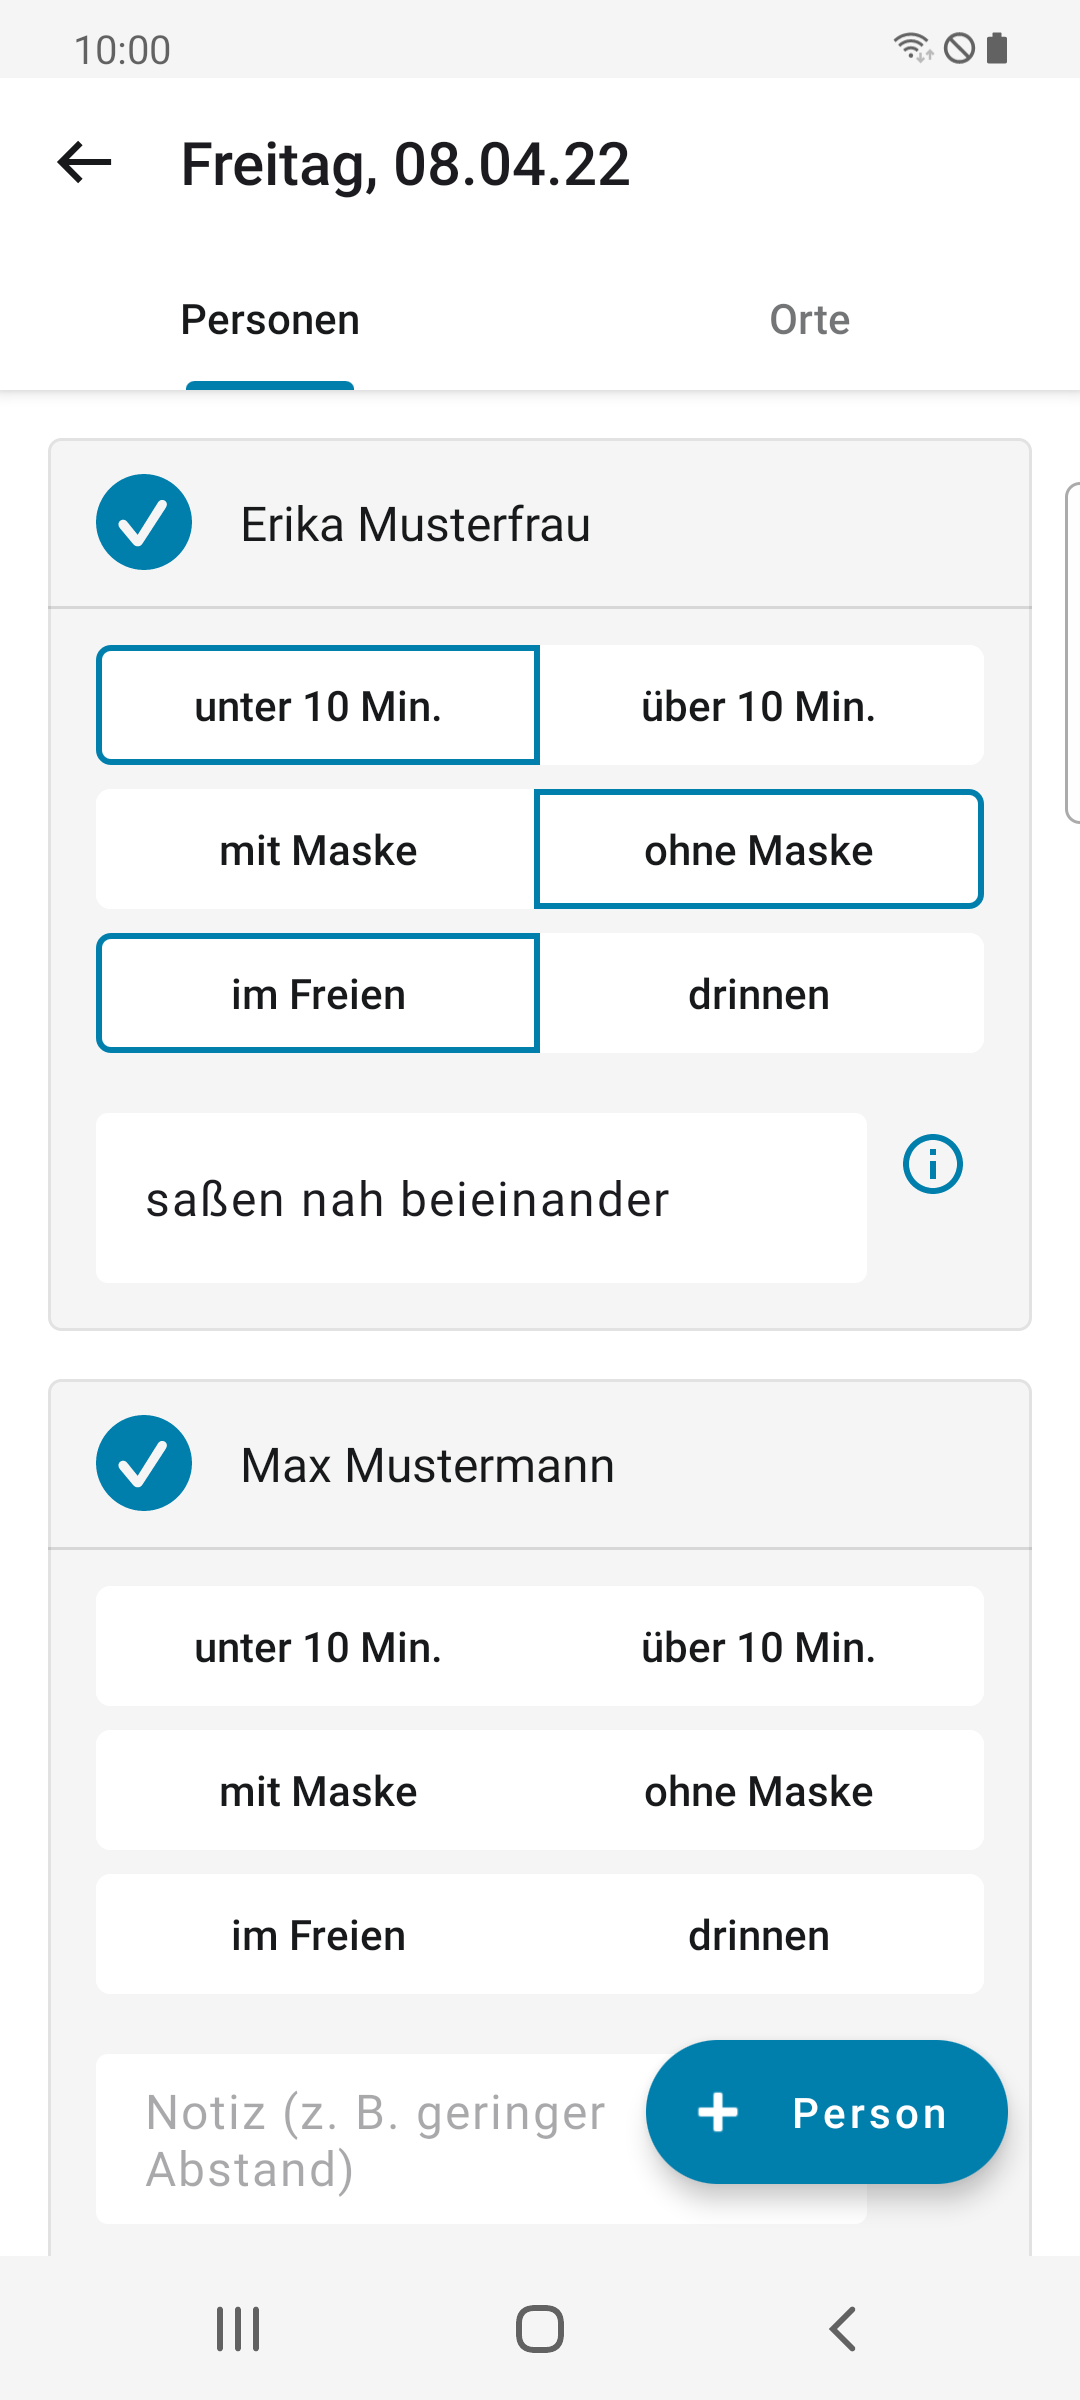 10:00
Freitag, 08.04.22
Personen
Orte
Erika Musterfrau
unter 10 Min.
über 10 Min.
mit Maske
ohne Maske
im Freien
drinnen
saßen nah beieinander
Max Mustermann
unter 10 Min.
über 10 Min.
mit Maske
ohne Maske
im Freien
drinnen
Notiz (z. B. geringer
Abstand)
+ Person